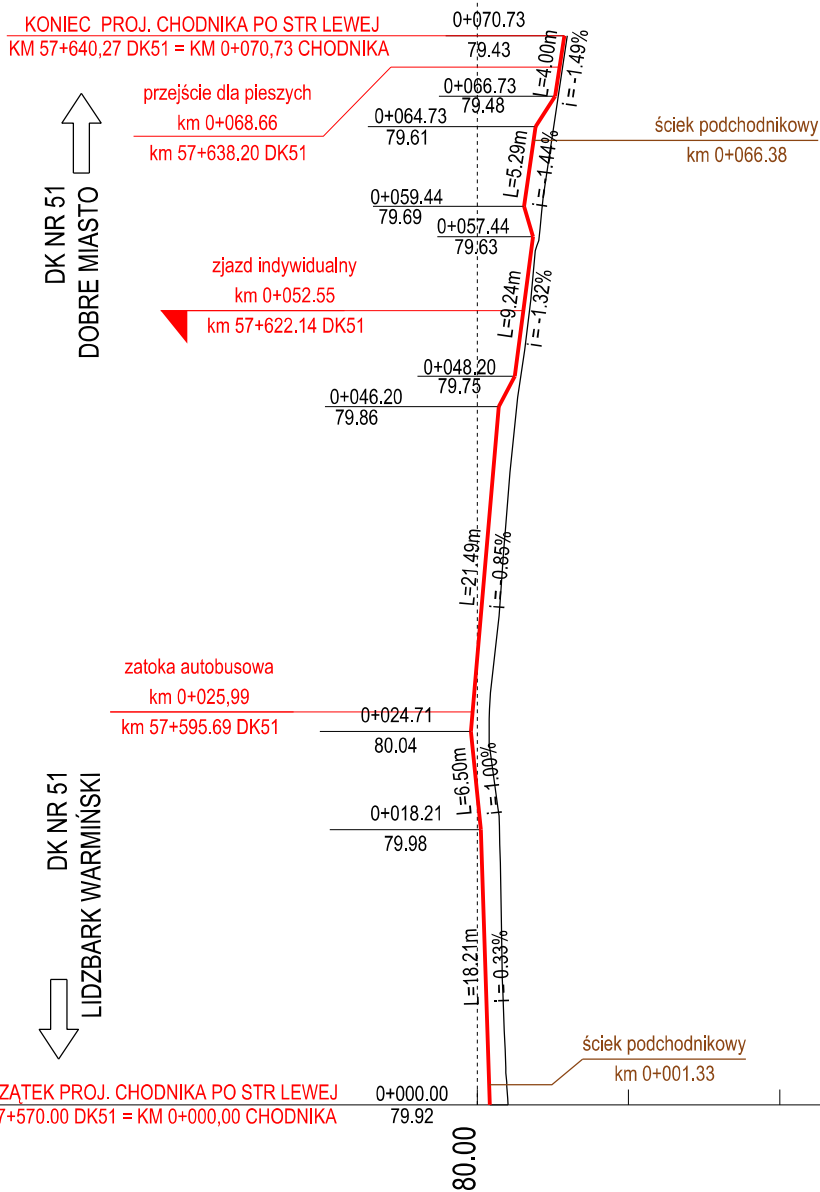 KONIEC PROJ. CHODNIKA PO STR LEWEJ
KM 57+640,27 DK51 = KM 0+070,73 CHODNIKA
0+070.73
79.43
L=4.00m
i = -1.49%
przejście dla pieszych
km 0+068.66
km 57+638,20 DK51
0+066.73
79.48
0+064.73
79.61
ściek podchodnikowy
km 0+066.38
L=5.29m
i = -1.44%
DK NR 51
DOBRE MIASTO
0+059.44
79.69
0+057.44
79.63
zjazd indywidualny
km 0+052.55
km 57+622.14 DK51
L=9.24m
i = -1.32%
0+048.20
79.75
0+046.20
79.86
L=21.49m
i = -0.85%
zatoka autobusowa
km 0+025,99
km 57+595.69 DK51
0+024.71
80.04
L=6.50m
i = 1.00%
DK NR 51
LIDZBARK WARMIŃSKI
0+018.21
79.98
L=18.21m
i = 0.33%
ściek podchodnikowy
km 0+001.33
ZĄTEK PROJ. CHODNIKA PO STR LEWEJ
7+570.00 DK51 = KM 0+000,00 CHODNIKA
0+000.00
79.92
80.00